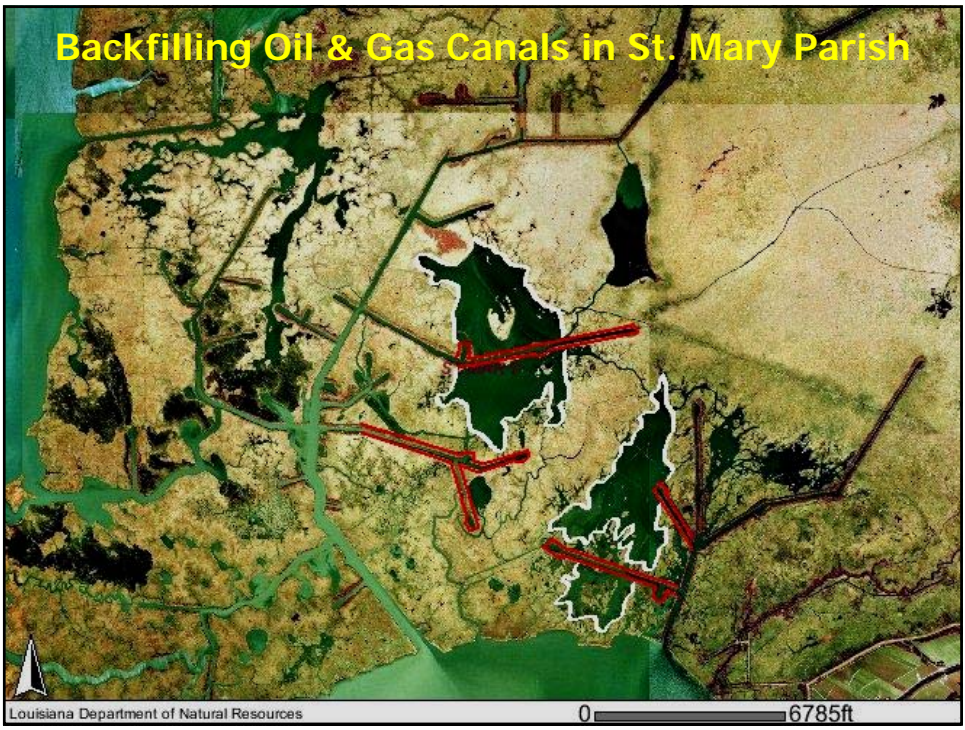 Backfilling Oil & Gas Canals in St. Mary Parish
Louisiana Department of Natural Resources
0
6785ft